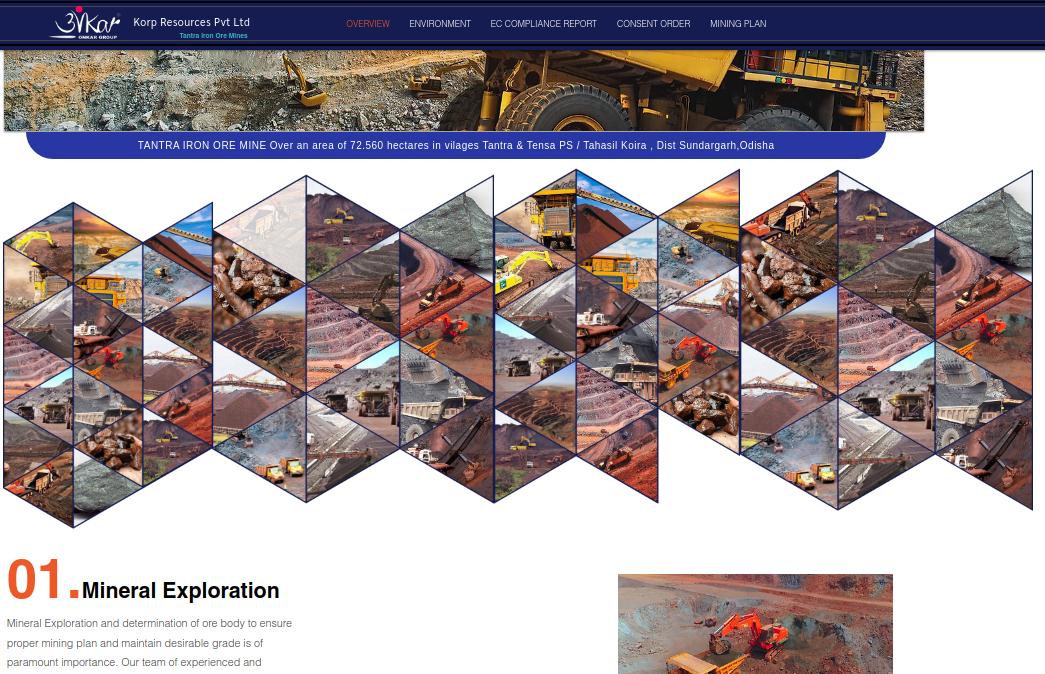 ॐkar
OMKAR GROUP
Korp Resources Pvt Ltd
Tantra Iron Ore Mines
OVERVIEW ENVIRONMENT EC COMPLIANCE REPORT CONSENT ORDER MINING PLAN
TANTRA IRON ORE MINE Over an area of 72.560 hectares in vilages Tantra & Tensa PS / Tahasil Koira , Dist Sundargarh,Odisha
01.Mineral Exploration
Mineral Exploration and determination of ore body to ensure
proper mining plan and maintain desirable grade is of
paramount importance. Our team of experienced and